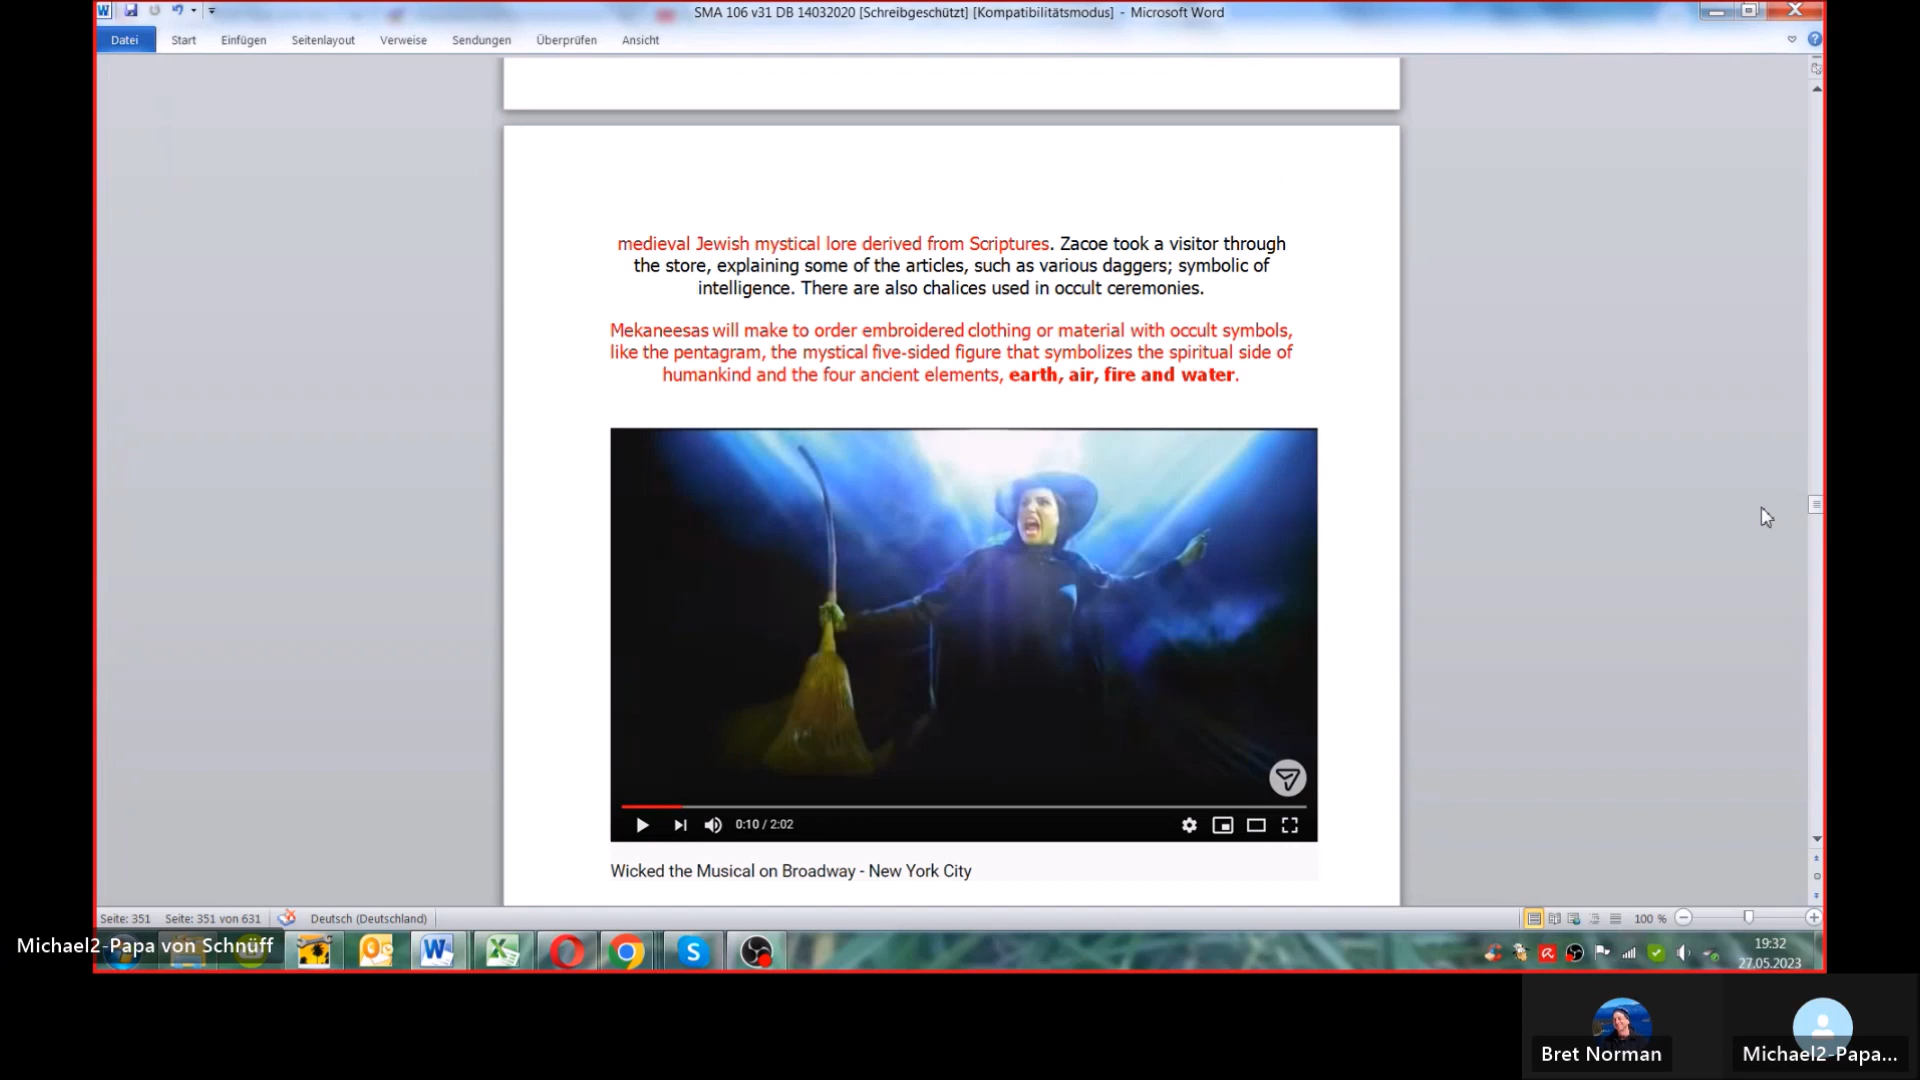 SMA 106 v31 DB 14032020 [Schreibgeschützt] [Kompatibilitätsmodus] - Microsoft Word
Datei Start Einfügen Seitenlayout Verweise Sendungen Überprüfen Ansicht
medieval Jewish mystical lore derived from Scriptures. Zacoe took a visitor through
the store, explaining some of the articles, such as various daggers; symbolic of
intelligence. There are also chalices used in occult ceremonies.
Mekaneesas will make to order embroidered clothing or material with occult symbols,
like the pentagram, the mystical five-sided figure that symbolizes the spiritual side of
humankind and the four ancient elements, earth, air, fire and water.
0:10 / 2:02
Wicked the Musical on Broadway - New York City
Seite: 351 Seite: 351 von 631 Deutsch (Deutschland) 100 %
Michael2-Papa von Schnüff
19:32
27.05.2023
Bret Norman
Michael2-Papa...